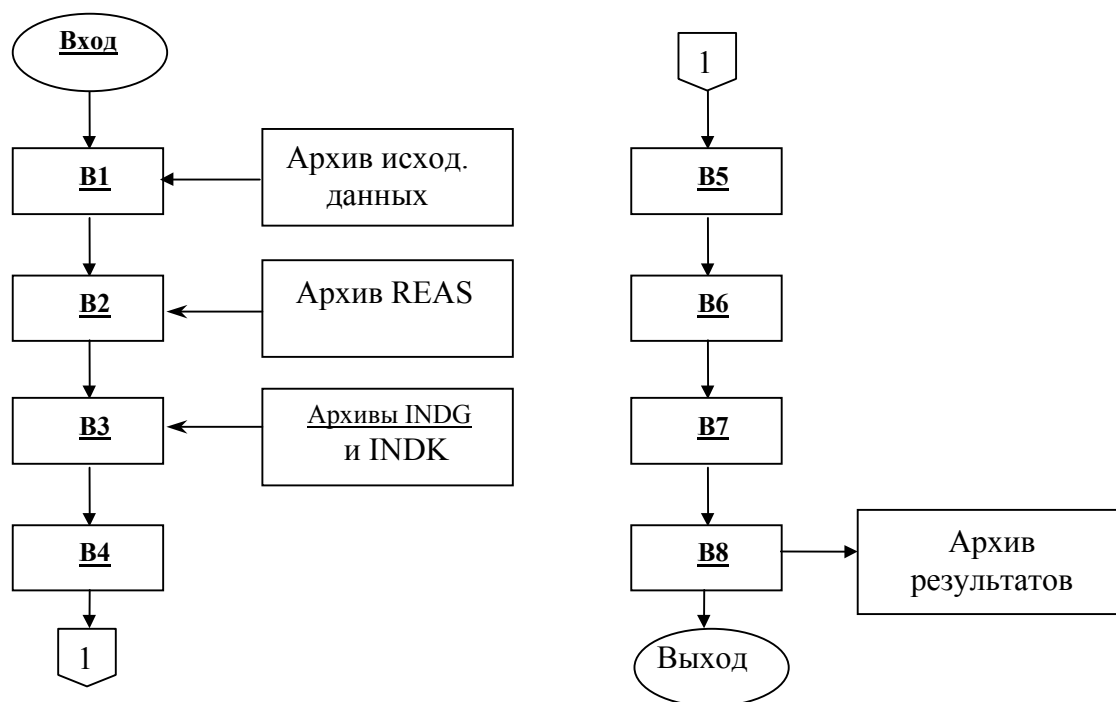 Вход
В1
Архив исход.
данных
В2
Архив REAS
В3
Архивы INDG
и INDK
В4
1
1
В5
В6
В7
В8
Архив
результатов
Выход